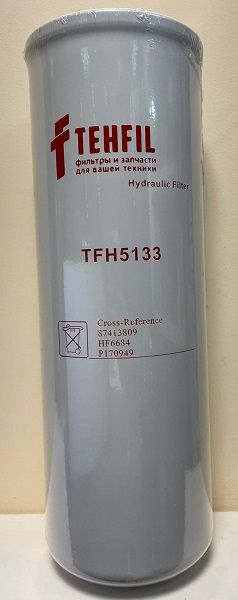 TEHFIL
фильтры и запчасти
для вашей техники
Hydraulic Filter
TFH5133
Cross-Reference
87413809
HF6684
P170949